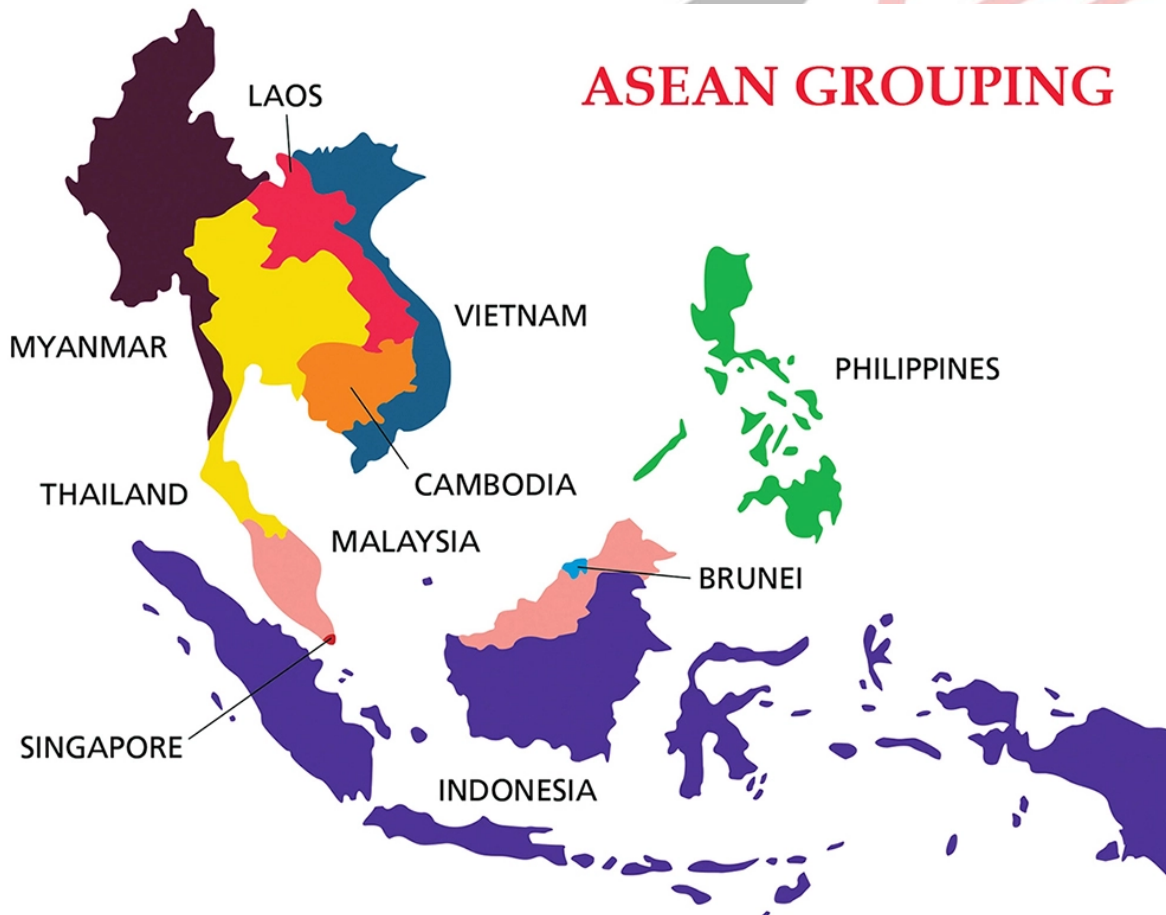 ASEAN GROUPING
LAOS
VIETNAM
MYANMAR
PHILIPPINES
CAMBODIA
THAILAND
MALAYSIA
BRUNEI
SINGAPORE
INDONESIA